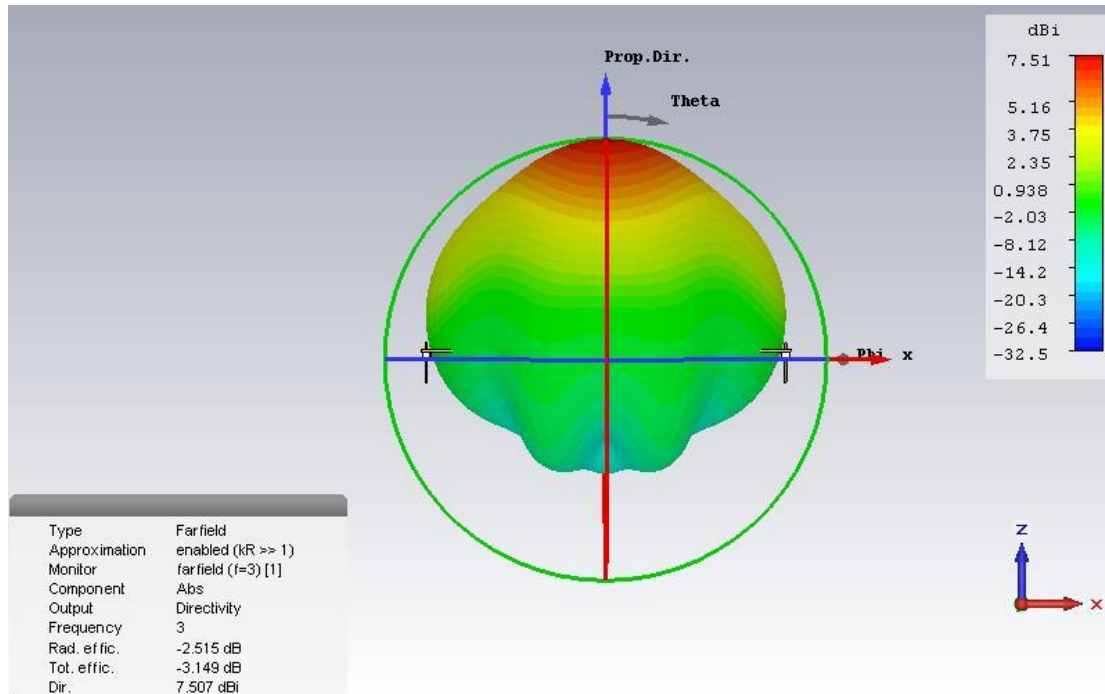 dBi
7.51
5.16
3.75
2.35
0.938
-2.03
-8.12
-14.2
-20.3
-26.4
-32.5
Prop.Dir.
Theta
Phi x
Type Farfield
Approximation enabled (kR >> 1)
Monitor farfield (f=3) [1]
Component Abs
Output Directivity
Frequency 3
Rad. effic. -2.515 dB
Tot. effic. -3.149 dB
Dir. 7.507 dBi
z
x